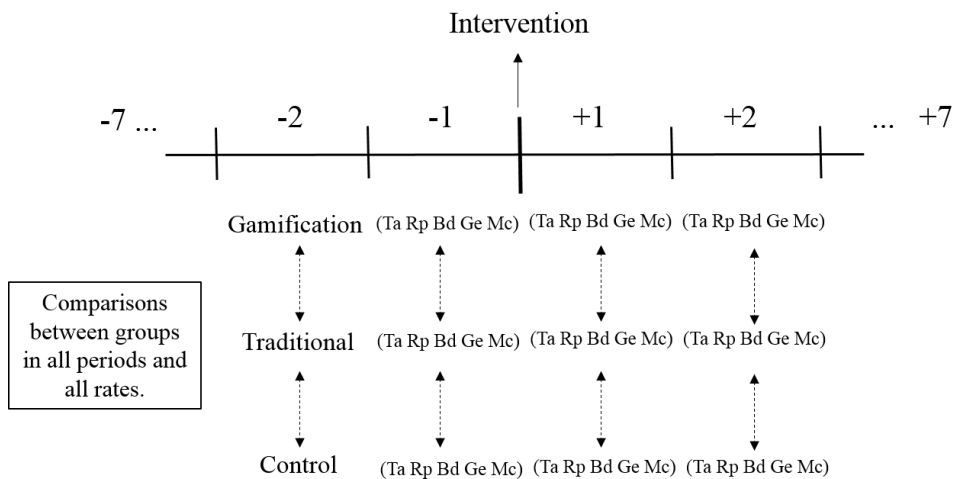 Intervention
-7 ... -2 -1 +1 +2 ... +7
Gamification (Ta Rp Bd Ge Mc) (Ta Rp Bd Ge Mc) (Ta Rp Bd Ge Mc)
Comparisons
between groups
in all periods and
all rates.
Traditional (Ta Rp Bd Ge Mc) (Ta Rp Bd Ge Mc) (Ta Rp Bd Ge Mc)
Control (Ta Rp Bd Ge Mc) (Ta Rp Bd Ge Mc) (Ta Rp Bd Ge Mc)